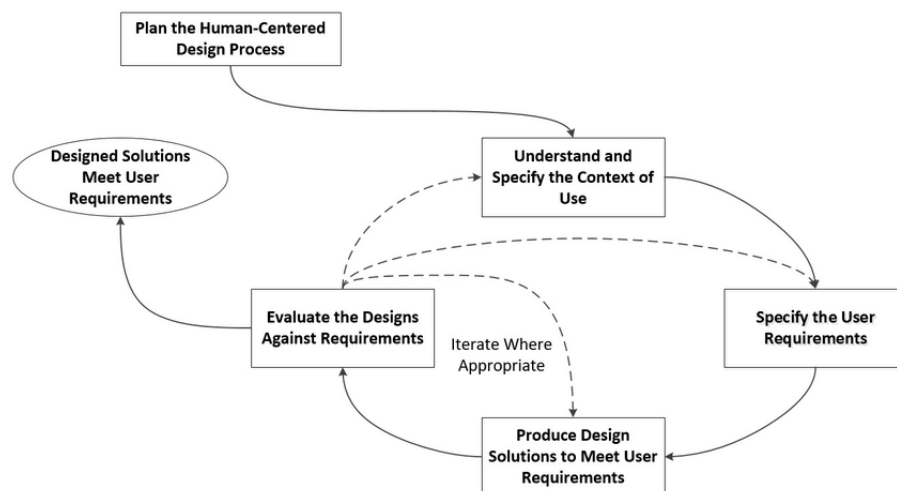 Plan the Human-Centered
Design Process
Understand and
Specify the Context of
Use
Designed Solutions
Meet User
Requirements
Evaluate the Designs
Against Requirements
Specify the User
Requirements
Iterate Where
Appropriate
Produce Design
Solutions to Meet User
Requirements